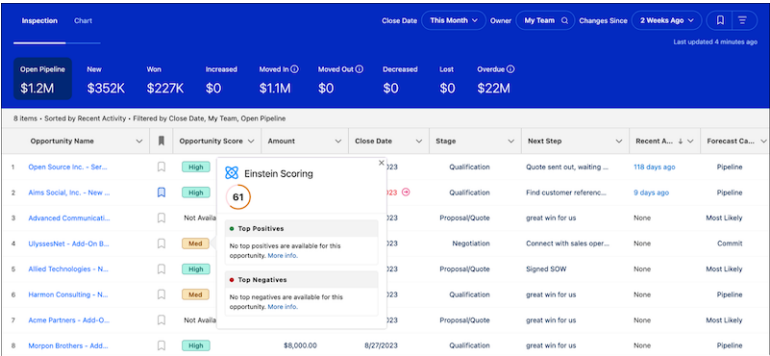 Inspection Chart Close Date This Month Owner My Team Changes Since 2 Weeks Ago
Last updated 4 minutes ago
Open Pipeline New Won Increased Moved In Moved Out Decreased Lost Overdue
$1.2M $352K $227K $0 $1.1M $0 $0 $0 $22M
8 items • Sorted by Recent Activity • Filtered by Close Date, My Team, Open Pipeline
Opportunity Name Opportunity Score Amount Close Date Stage Next Step Recent A... Forecast Ca...
1 Open Source Inc. - Ser... High 023 Qualification Quote sent out, waiting ... 118 days ago Pipeline
2 Aims Social, Inc. - New ... High 023 Qualification Find customer referenc... 9 days ago Pipeline
3 Advanced Communicati... Not Availa 023 Proposal/Quote great win for us None Most Likely
4 UlyssesNet - Add-On B... Med 023 Negotiation Connect with sales oper... None Commit
5 Allied Technologies - N... High 023 Proposal/Quote Signed SOW None Most Likely
6 Harmon Consulting - N... Med 023 Qualification great win for us None Pipeline
7 Acme Partners - Add-O... Not Availa 023 Proposal/Quote great win for us None Most Likely
8 Morpon Brothers - Add... High $8,000.00 8/27/2023 Qualification great win for us None Pipeline
Einstein Scoring
61
Top Positives
No top positives are available for this
opportunity. More info.
Top Negatives
No top negatives are available for this
opportunity. More info.